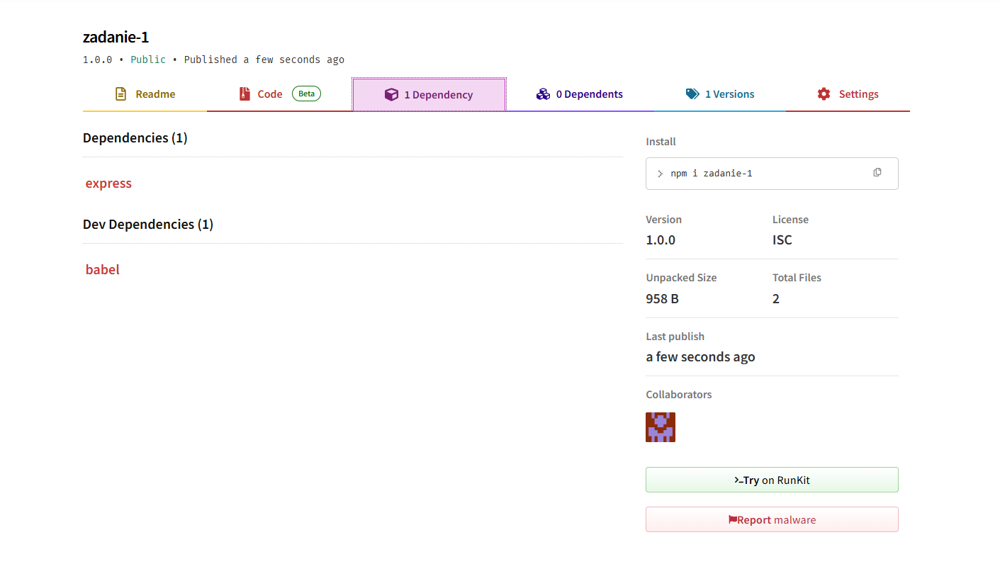 zadanie-1
1.0.0 • Public • Published a few seconds ago
Readme
Code Beta
1 Dependency
0 Dependents
1 Versions
Settings
Dependencies (1)
express
Dev Dependencies (1)
babel
Install
npm i zadanie-1
Version
1.0.0
License
ISC
Unpacked Size
958 B
Total Files
2
Last publish
a few seconds ago
Collaborators
>_Try on RunKit
Report malware